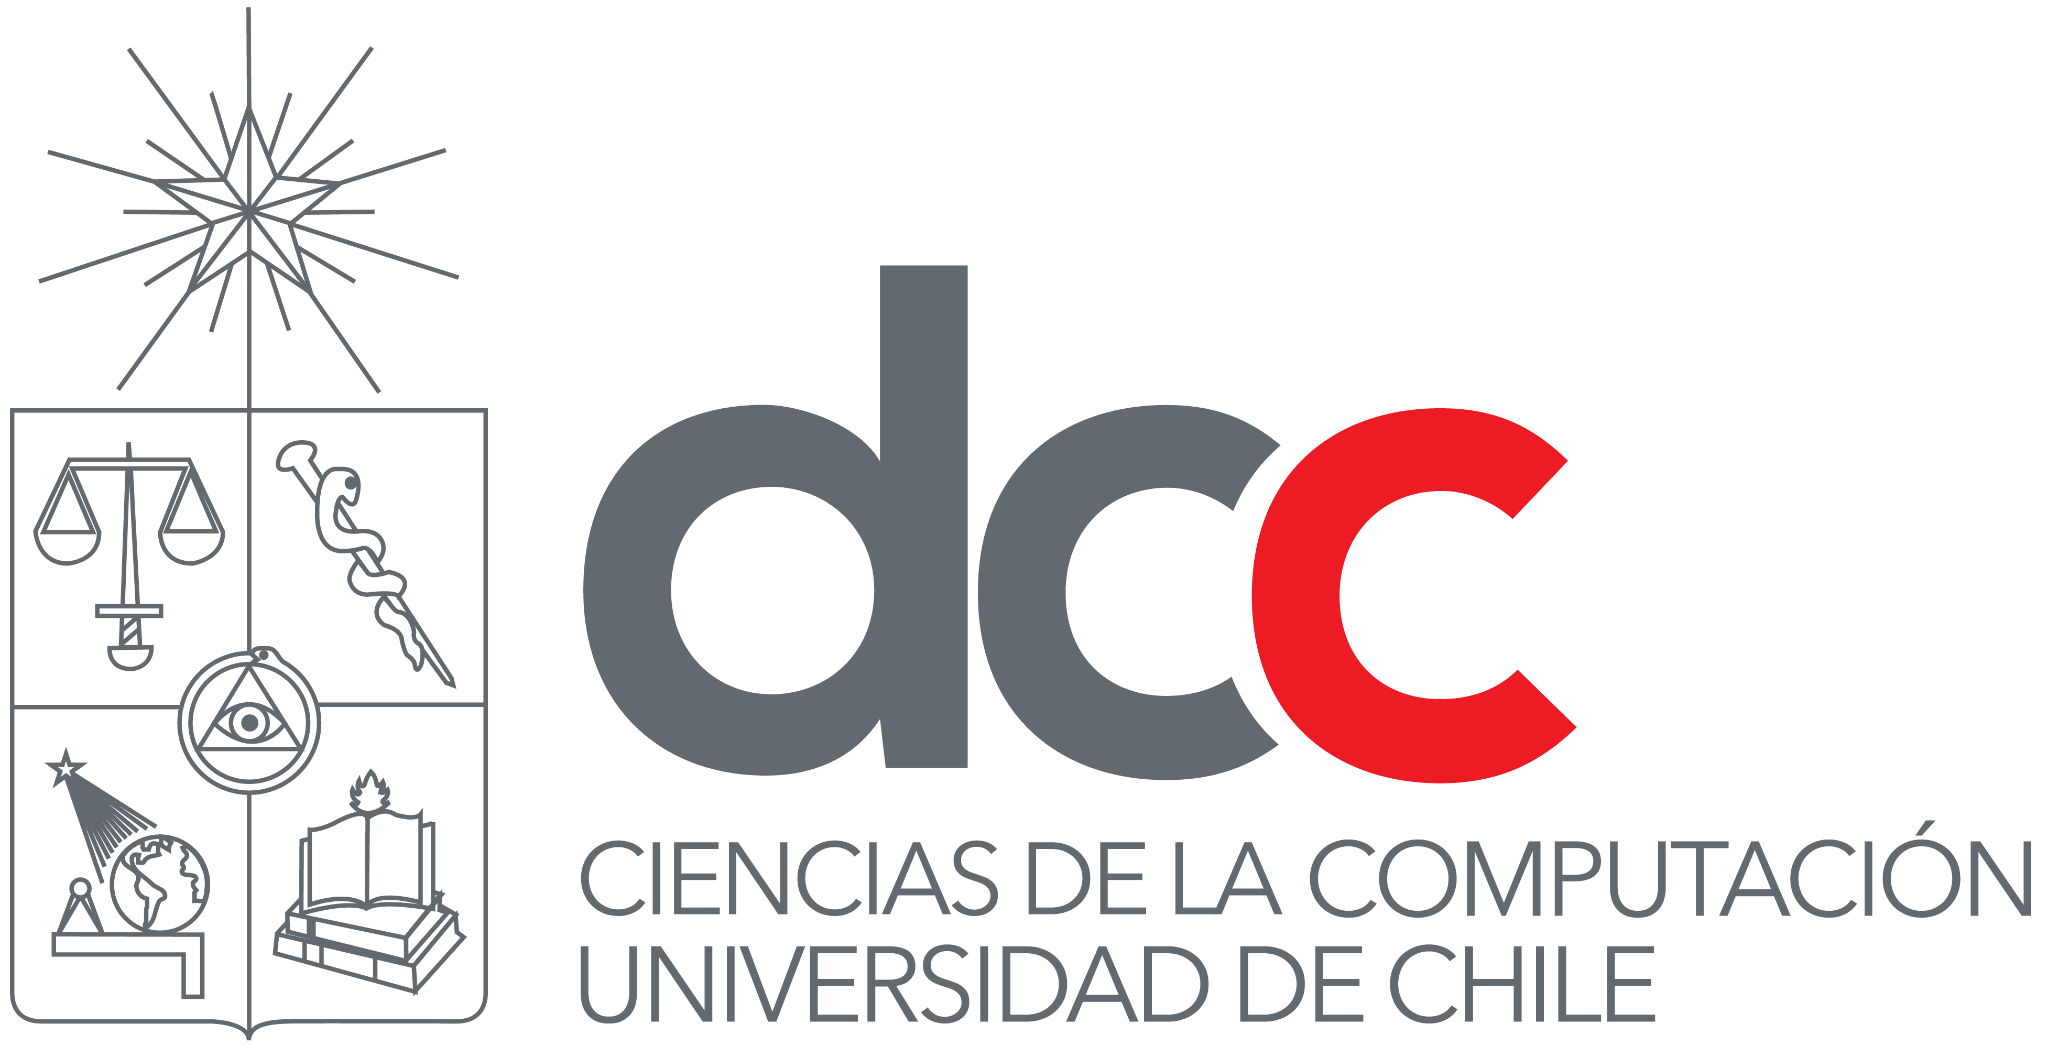 dcc
CIENCIAS DE LA COMPUTACIÓN
UNIVERSIDAD DE CHILE